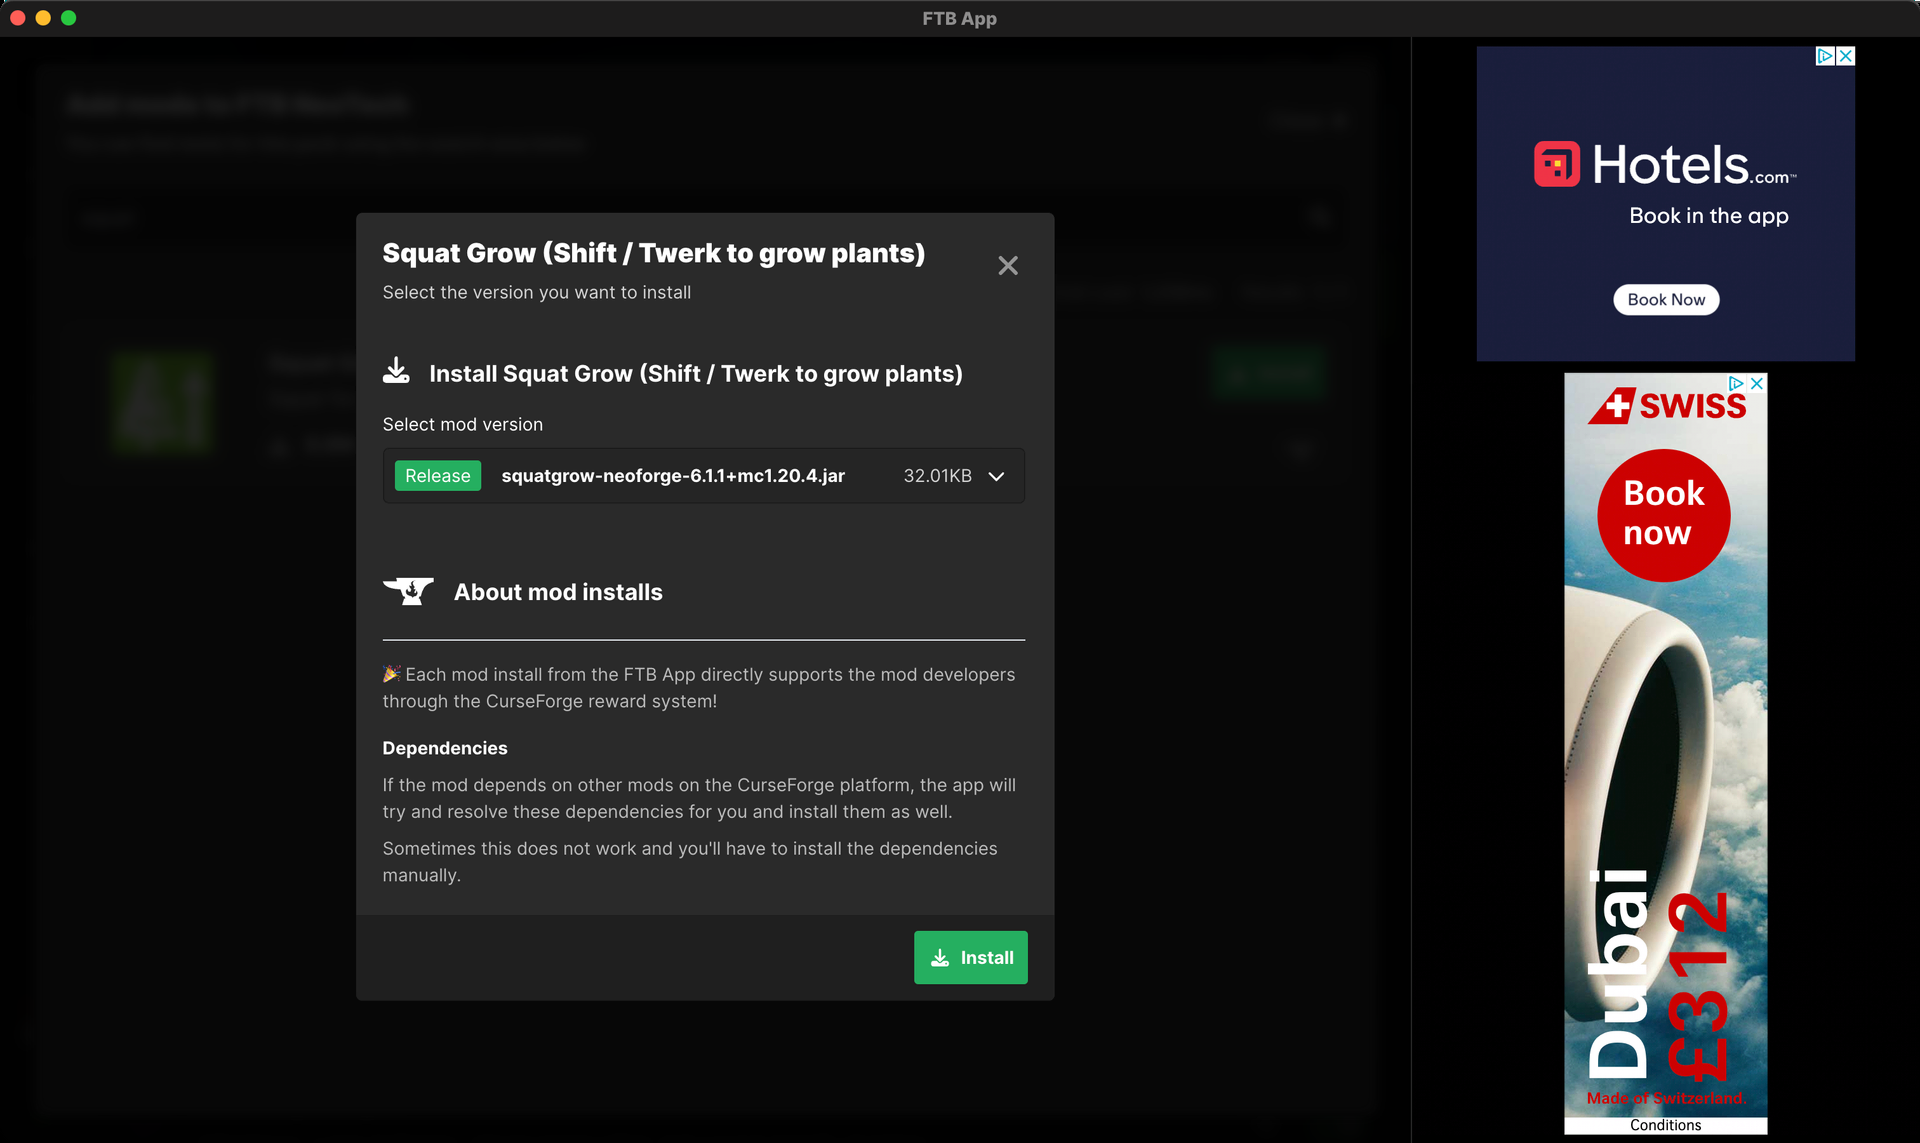 FTB App
Add mods to FTB NeoTech
Squat Grow (Shift / Twerk to grow plants)
Select the version you want to install
Install Squat Grow (Shift / Twerk to grow plants)
Select mod version
Release squatgrow-neoforge-6.1.1+mc1.20.4.jar 32.01KB
About mod installs
🎉Each mod install from the FTB App directly supports the mod developers
through the CurseForge reward system!
Dependencies
If the mod depends on other mods on the CurseForge platform, the app will
try and resolve these dependencies for you and install them as well.
Sometimes this does not work and you'll have to install the dependencies
manually.
Install
Hotels.com™
Book in the app
Book Now
SWISS
Book
now
Dubai
£312
Made of Switzerland.
Conditions